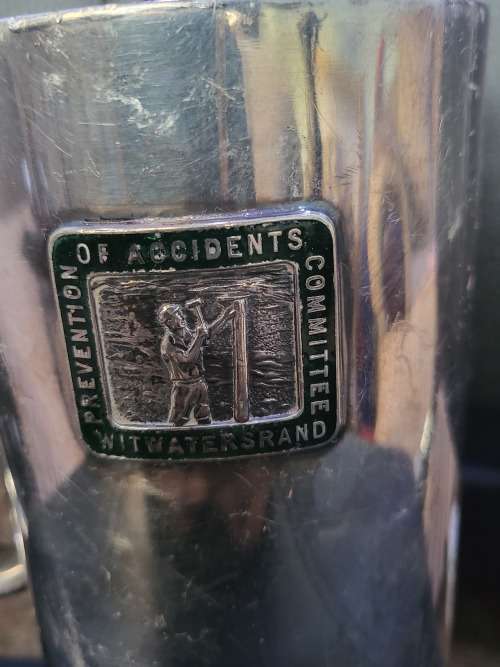 PREVENTION
OF ACCIDENTS
COMMITTEE
WITWATERSRAND